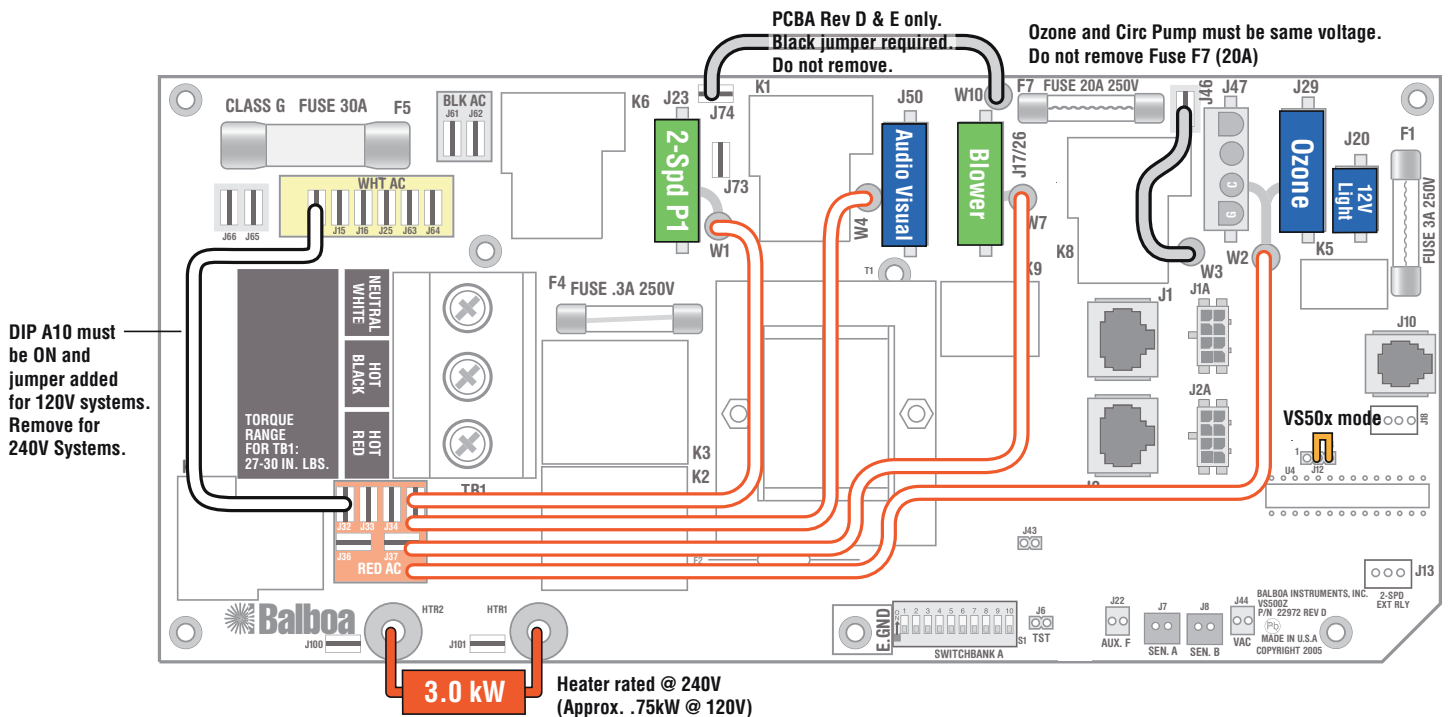 PCBA Rev D & E only.
Black jumper required.
Do not remove.
Ozone and Circ Pump must be same voltage.
Do not remove Fuse F7 (20A)
CLASS G FUSE 30A F5
BLK AC
J61 J62
K6
J23
J74
K1
J50
W10
F7 FUSE 20A 250V
J46
J47
J29
J20
F1
FUSE 3A 250V
2-Spd P1
J73
Audio Visual
Blower
J17/26
Ozone
12V
Light
C
G
WHT AC
J66 J65
J15 J16 J25 J63 J64
W1
W4
W7
T1
K9
K8
W3
W2
K5
DIP A10 must
be ON and
jumper added
for 120V systems.
Remove for
240V Systems.
NEUTRAL
WHITE
HOT
BLACK
HOT
RED
TORQUE
RANGE
FOR TB1:
27-30 IN. LBS.
F4 FUSE .3A 250V
J1
J1A
J2A
J10
J18
VS50x mode
1
J12
U4
K3
K2
TB1
J32 J33 J34
J36 J37
RED AC
F2
J43
J13
2-SPD
EXT RLY
Balboa
HTR2
HTR1
J100
J101
E.GND
ON
1 2 3 4 5 6 7 8 9 10
S1
SWITCHBANK A
J6
TST
J22
AUX. F
J7
SEN. A
J8
SEN. B
J44
VAC
BALBOA INSTRUMENTS, INC.
VS500Z
P/N 22972 REV D
Pb
MADE IN U.S.A
COPYRIGHT 2005
3.0 kW
Heater rated @ 240V
(Approx. .75kW @ 120V)